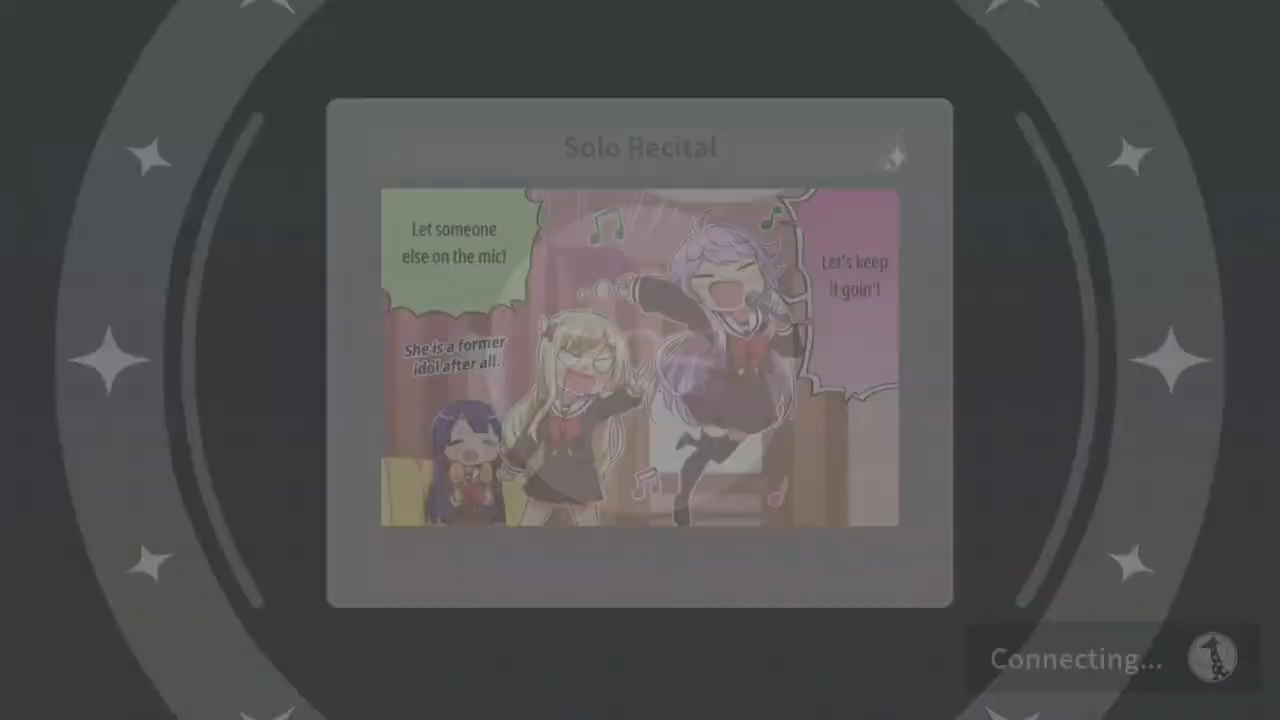 Solo Recital
Let someone
else on the mic!
Let's keep
it goin'!
She is a former
idol after all.
Connecting...